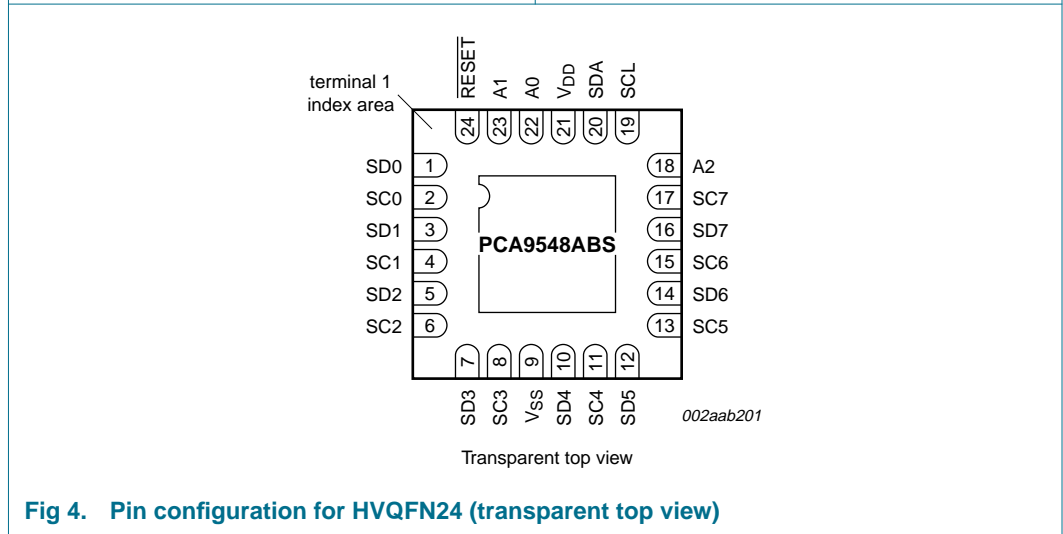 RESET
A1
A0
VDD
SDA
SCL
terminal 1
index area
24
23
22
21
20
19
SD0 1
SC0 2
SD1 3
SC1 4
SD2 5
SC2 6
18 A2
17 SC7
16 SD7
15 SC6
14 SD6
13 SC5
PCA9548ABS
7
8
9
10
11
12
SD3
SC3
VSS
SD4
SC4
SD5
002aab201
Transparent top view
Fig 4. Pin configuration for HVQFN24 (transparent top view)